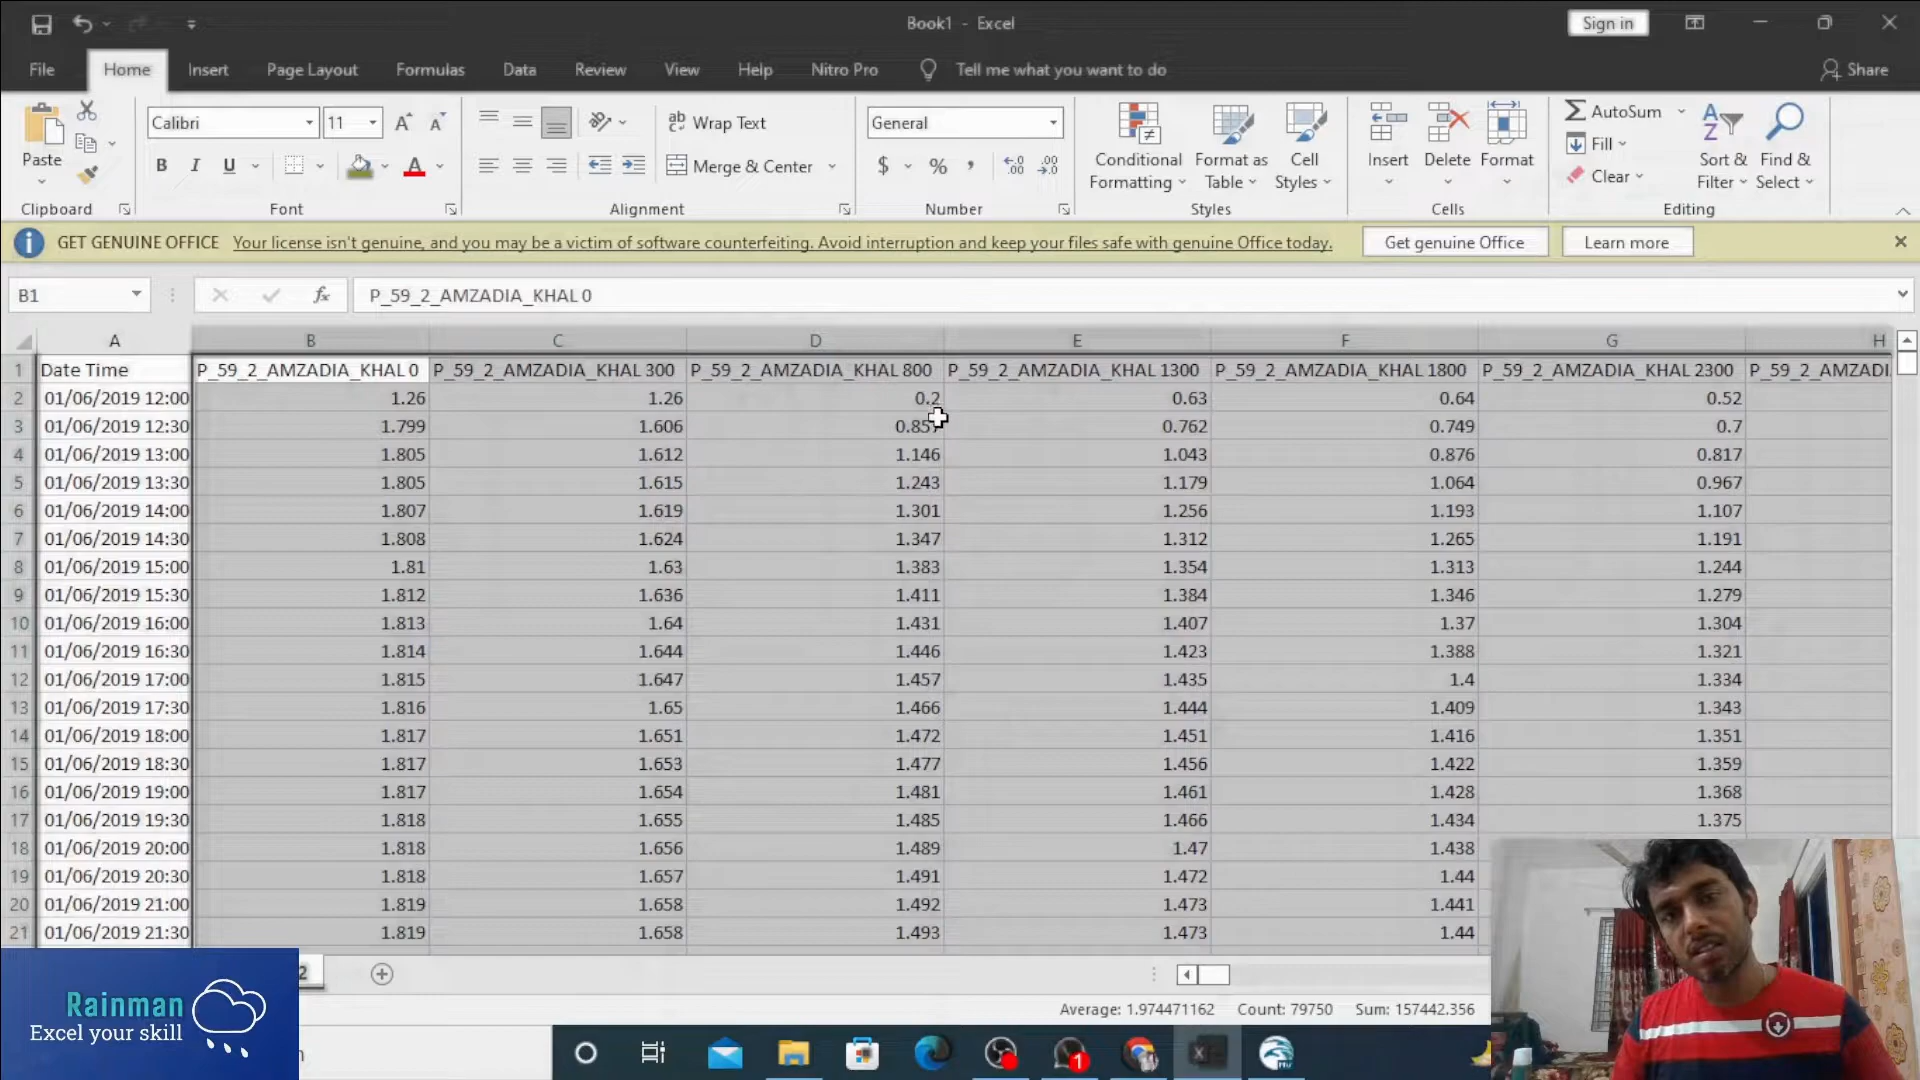 Book1 - Excel
Sign in
File Home Insert Page Layout Formulas Data Review View Help Nitro Pro Tell me what you want to do Share
Calibri 11 Wrap Text General AutoSum
Paste B I U Merge & Center $ % Conditional Formatting Format as Table Cell Styles Insert Delete Format Fill Clear Sort & Filter Find & Select
Clipboard Font Alignment Number Styles Cells Editing
GET GENUINE OFFICE Your license isn't genuine, and you may be a victim of software counterfeiting. Avoid interruption and keep your files safe with genuine Office today. Get genuine Office Learn more
B1 fx P_59_2_AMZADIA_KHAL 0
A B C D E F G H
1 Date Time P_59_2_AMZADIA_KHAL 0 P_59_2_AMZADIA_KHAL 300 P_59_2_AMZADIA_KHAL 800 P_59_2_AMZADIA_KHAL 1300 P_59_2_AMZADIA_KHAL 1800 P_59_2_AMZADIA_KHAL 2300 P_59_2_AMZADI
2 01/06/2019 12:00 1.26 1.26 0.2 0.63 0.64 0.52
3 01/06/2019 12:30 1.799 1.606 0.857 0.762 0.749 0.7
4 01/06/2019 13:00 1.805 1.612 1.146 1.043 0.876 0.817
5 01/06/2019 13:30 1.805 1.615 1.243 1.179 1.064 0.967
6 01/06/2019 14:00 1.807 1.619 1.301 1.256 1.193 1.107
7 01/06/2019 14:30 1.808 1.624 1.347 1.312 1.265 1.191
8 01/06/2019 15:00 1.81 1.63 1.383 1.354 1.313 1.244
9 01/06/2019 15:30 1.812 1.636 1.411 1.384 1.346 1.279
10 01/06/2019 16:00 1.813 1.64 1.431 1.407 1.37 1.304
11 01/06/2019 16:30 1.814 1.644 1.446 1.423 1.388 1.321
12 01/06/2019 17:00 1.815 1.647 1.457 1.435 1.4 1.334
13 01/06/2019 17:30 1.816 1.65 1.466 1.444 1.409 1.343
14 01/06/2019 18:00 1.817 1.651 1.472 1.451 1.416 1.351
15 01/06/2019 18:30 1.817 1.653 1.477 1.456 1.422 1.359
16 01/06/2019 19:00 1.817 1.654 1.481 1.461 1.428 1.368
17 01/06/2019 19:30 1.818 1.655 1.485 1.466 1.434 1.375
18 01/06/2019 20:00 1.818 1.656 1.489 1.47 1.438
19 01/06/2019 20:30 1.818 1.657 1.491 1.472 1.44
20 01/06/2019 21:00 1.819 1.658 1.492 1.473 1.441
21 01/06/2019 21:30 1.819 1.658 1.493 1.473 1.44
2
Average: 1.974471162 Count: 79750 Sum: 157442.356
Rainman
Excel your skill
1